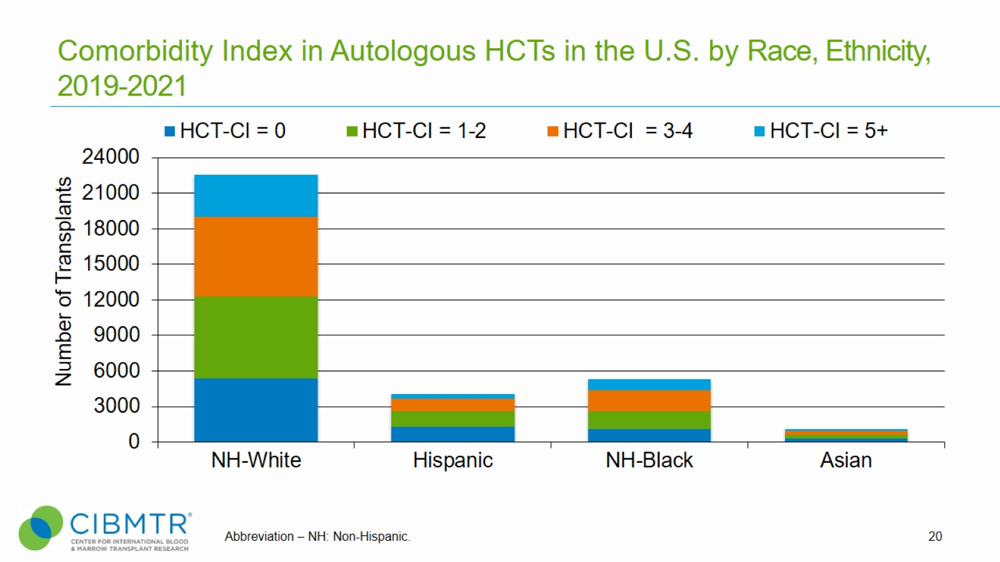 Comorbidity Index in Autologous HCTs in the U.S. by Race, Ethnicity,
2019-2021
HCT-CI = 0
HCT-CI = 1-2
HCT-CI  = 3-4
HCT-CI = 5+
Number of Transplants
24000
21000
18000
15000
12000
9000
6000
3000
0
NH-White
Hispanic
NH-Black
Asian
CIBMTR®
CENTER FOR INTERNATIONAL BLOOD
& MARROW TRANSPLANT RESEARCH
Abbreviation – NH: Non-Hispanic.
20